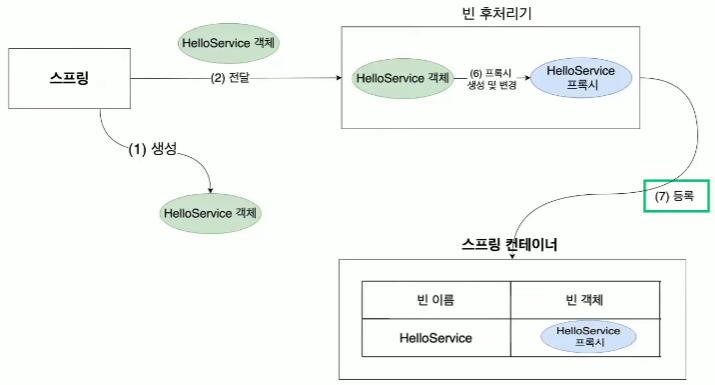 빈 후처리기
HelloService 객체
스프링
(2) 전달
HelloService 객체
(6) 프록시
생성 및 변경
HelloService
프록시
(1) 생성
HelloService 객체
(7) 등록
스프링 컨테이너
빈 이름
빈 객체
HelloService
HelloService
프록시